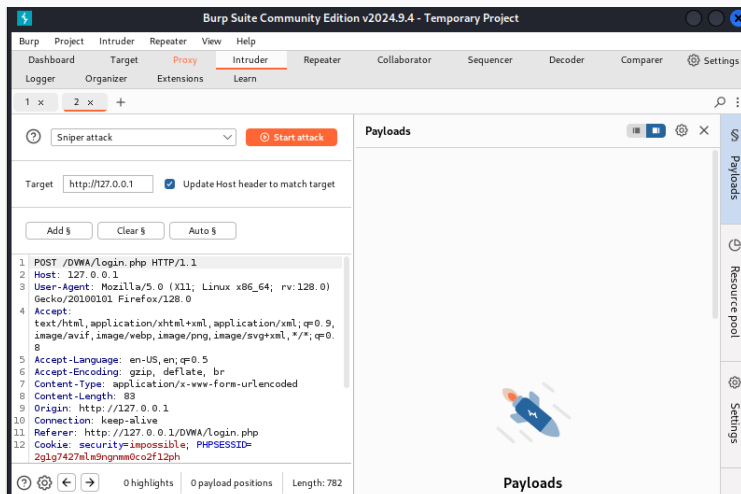 Burp Suite Community Edition v2024.9.4 - Temporary Project
Burp Project Intruder Repeater View Help
Dashboard Target Proxy Intruder Repeater Collaborator Sequencer Decoder Comparer Settings
Logger Organizer Extensions Learn
1 × 2 × +
Sniper attack Start attack
Payloads
Target http://127.0.0.1 Update Host header to match target
Add § Clear § Auto §
1 POST /DVWA/login.php HTTP/1.1
2 Host: 127.0.0.1
3 User-Agent: Mozilla/5.0 (X11; Linux x86_64; rv:128.0)
Gecko/20100101 Firefox/128.0
4 Accept:
text/html,application/xhtml+xml,application/xml;q=0.9,
image/avif,image/webp,image/png,image/svg+xml,*/*;q=0.
8
5 Accept-Language: en-US,en;q=0.5
6 Accept-Encoding: gzip, deflate, br
7 Content-Type: application/x-www-form-urlencoded
8 Content-Length: 83
9 Origin: http://127.0.0.1
10 Connection: keep-alive
11 Referer: http://127.0.0.1/DVWA/login.php
12 Cookie: security=impossible; PHPSESSID=
2g1g7427mlm9ngnmm0co2f12ph
0 highlights 0 payload positions Length: 782
Payloads
§
Payloads
Resource pool
Settings